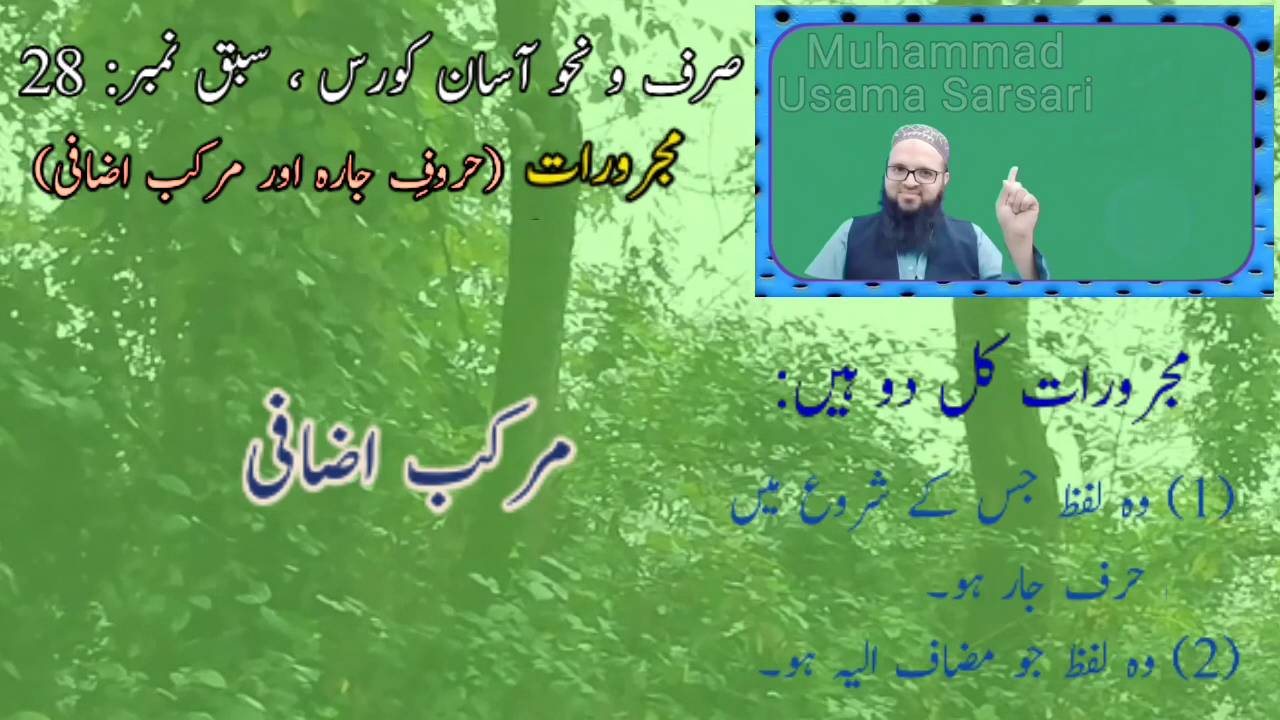 صرف و نحو آسان کورس ، سبق نمبر: 28
مجرورات (حروفِ جارہ اور مرکب اضافی)
Muhammad
Usama Sarsari
مجرورات کل دو ہیں:
مرکب اضافی
(1) وہ لفظ جس کے شروع میں
حرف جار ہو۔
(2) وہ لفظ جو مضاف الیہ ہو۔